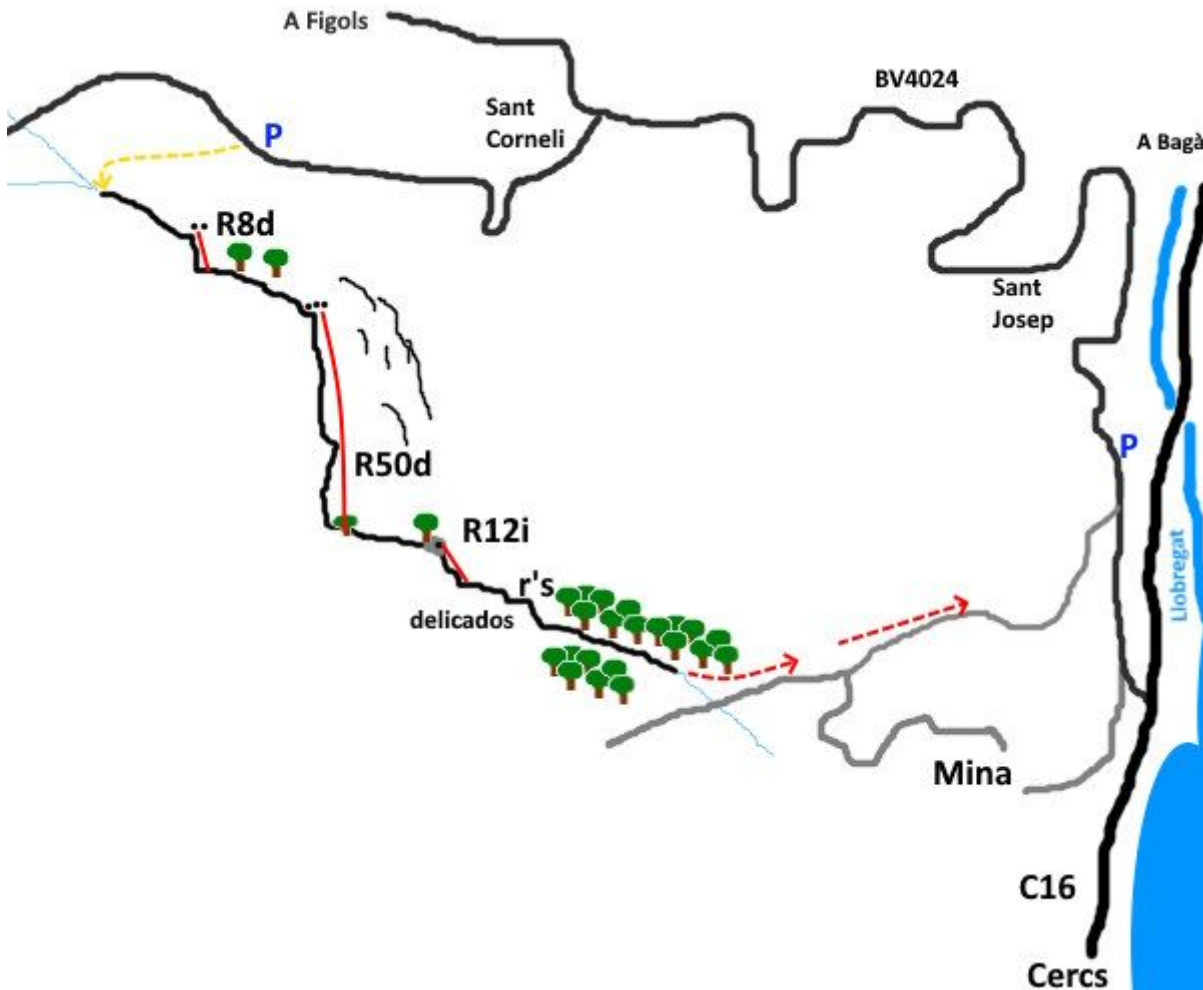 A Figols
BV4024
Sant
Corneli
P
A Bagà
R8d
Sant
Josep
P
R50d
R12i
r's
delicados
Llobregat
Mina
C16
Cercs